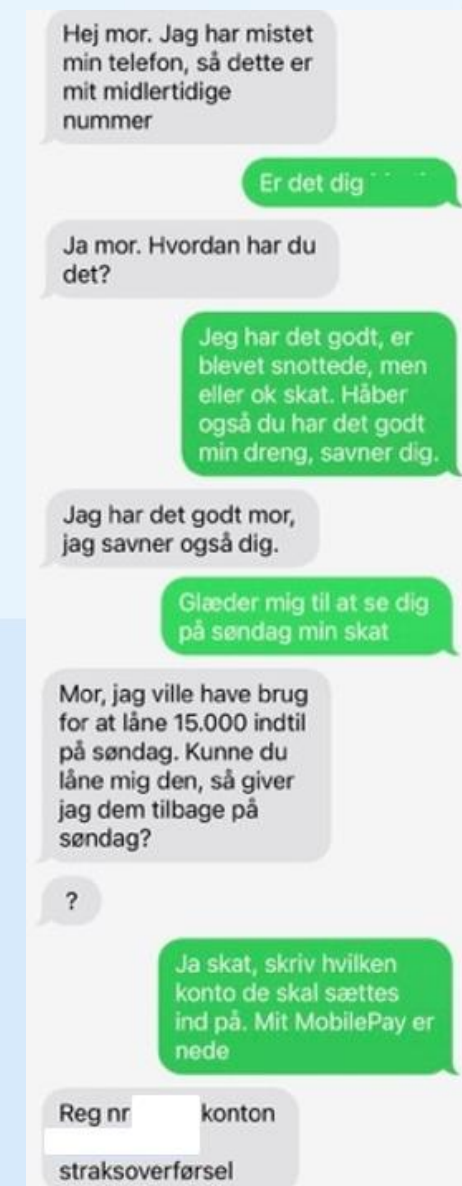 Hej mor. Jag har mistet
min telefon, så dette er
mit midlertidige
nummer
Er det dig
Ja mor. Hvordan har du
det?
Jeg har det godt, er
blevet snottede, men
eller ok skat. Håber
også du har det godt
min dreng, savner dig.
Jag har det godt mor,
jag savner også dig.
Glæder mig til at se dig
på søndag min skat
Mor, jag ville have brug
for at låne 15.000 indtil
på søndag. Kunne du
låne mig den, så giver
jag dem tilbage på
søndag?
?
Ja skat, skriv hvilken
konto de skal sættes
ind på. Mit MobilePay er
nede
Reg nr konton
straksoverførsel